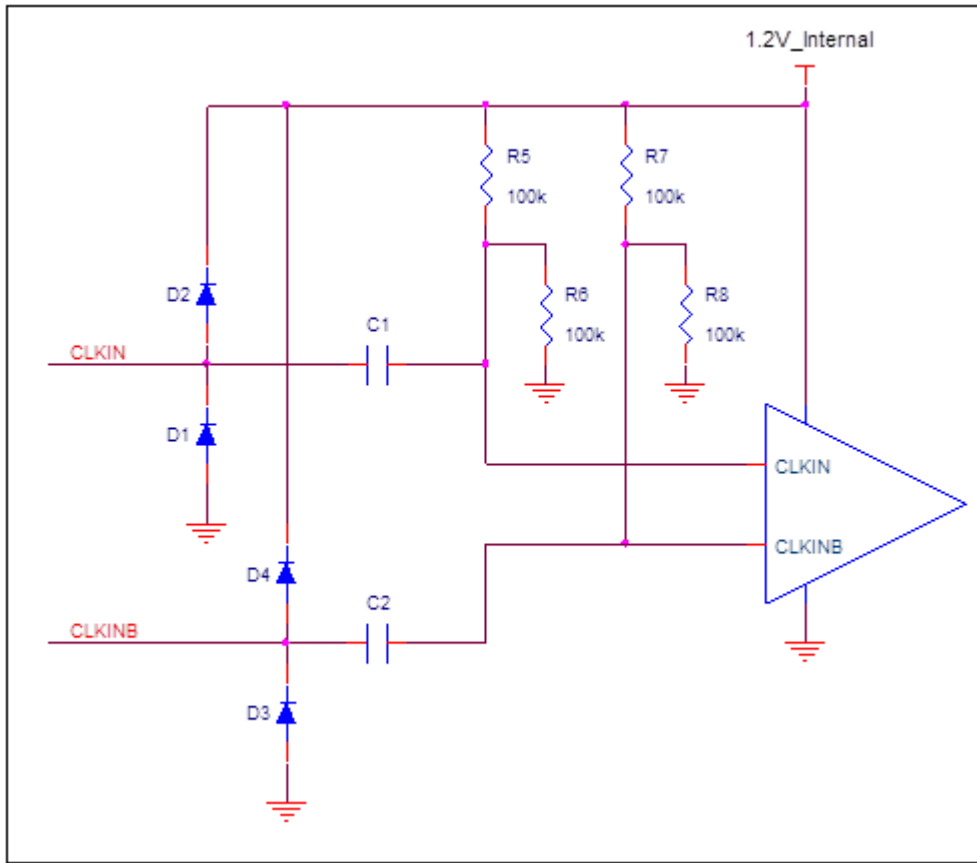 1.2V_Internal
R5
100k
R7
100k
D2
R6
100k
R8
100k
C1
CLKIN
D1
CLKIN
CLKINB
D4
C2
CLKINB
D3